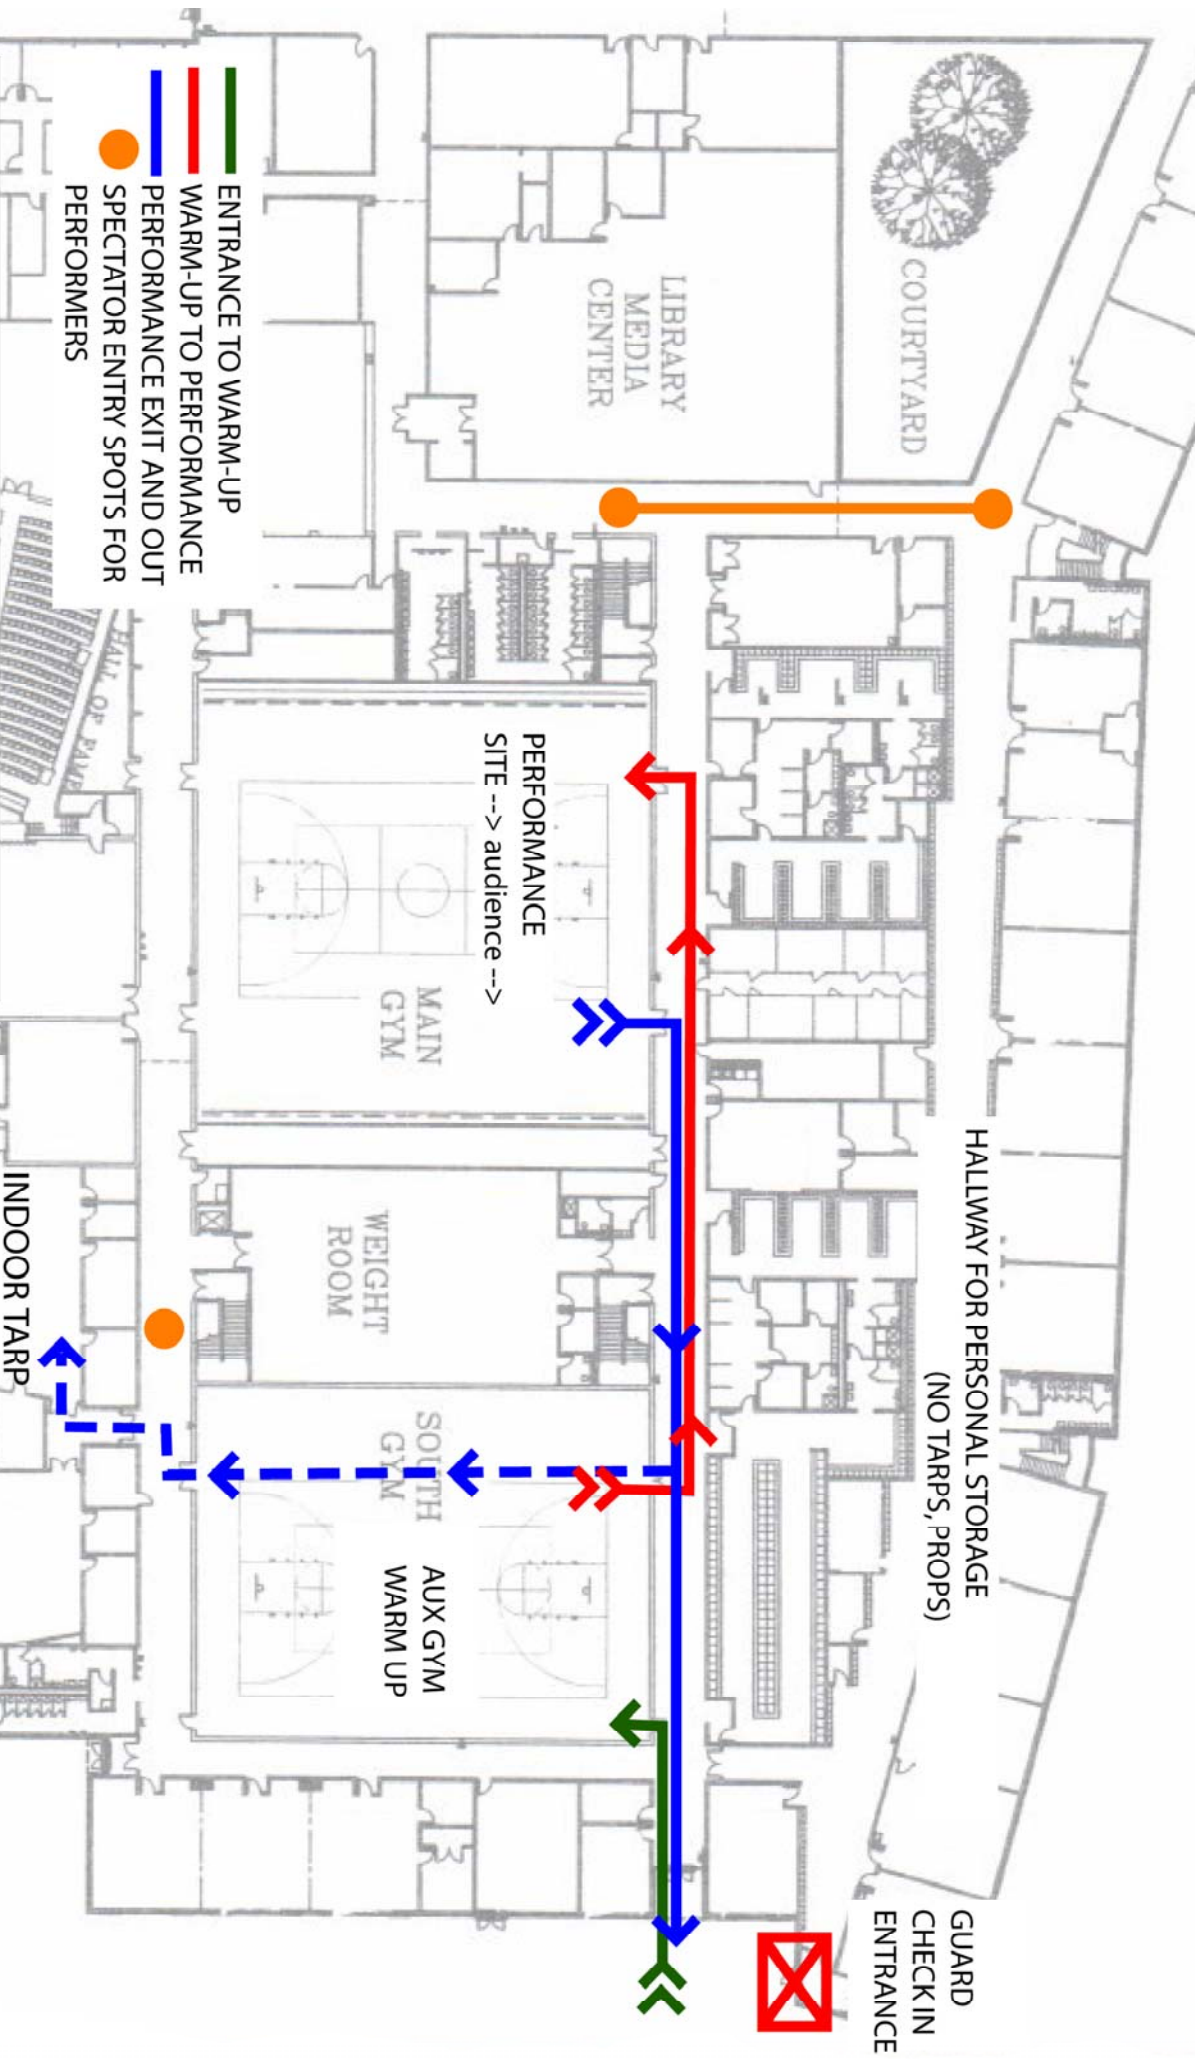 ENTRANCE TO WARM-UP
WARM-UP TO PERFORMANCE
PERFORMANCE EXIT AND OUT
SPECTATOR ENTRY SPOTS FOR
PERFORMERS
COURTYARD
LIBRARY
MEDIA
CENTER
HALL OF FAME
PERFORMANCE
SITE --> audience -->
MAIN
GYM
HALLWAY FOR PERSONAL STORAGE
(NO TARPS, PROPS)
WEIGHT
ROOM
INDOOR TARP
SOUTH
GYM
AUX GYM
WARM UP
GUARD
CHECK IN
ENTRANCE